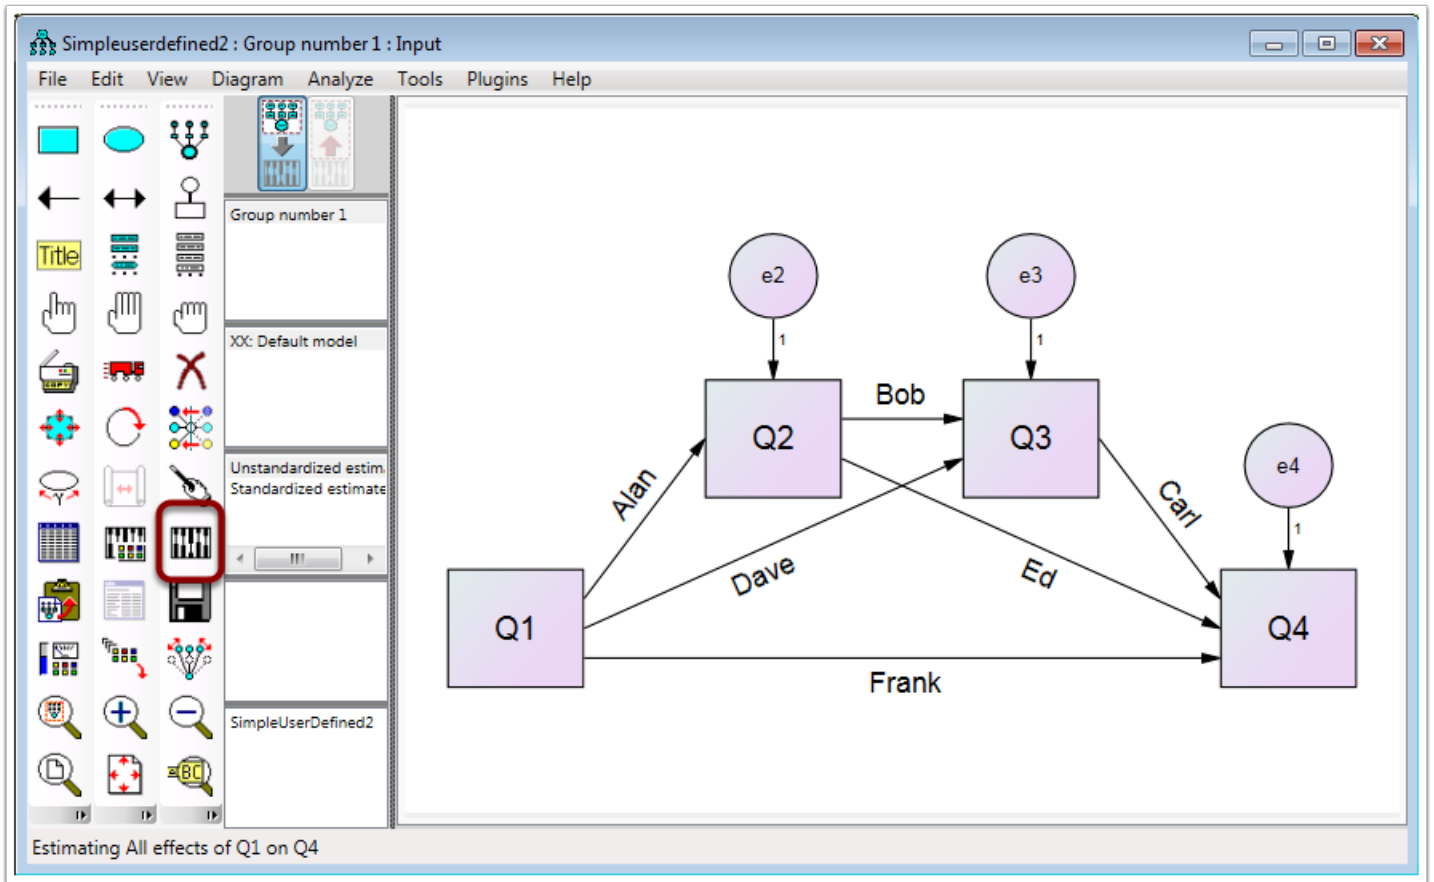 Simpleuserdefined2 : Group number 1 : Input
File Edit View Diagram Analyze Tools Plugins Help
Title
COPY
γ
BC
Group number 1
XX: Default model
Unstandardized estim
Standardized estimate
SimpleUserDefined2
e2
e3
1
1
Bob
Q2
Q3
e4
Alan
Carl
1
Dave
Ed
Q1
Q4
Frank
Estimating All effects of Q1 on Q4